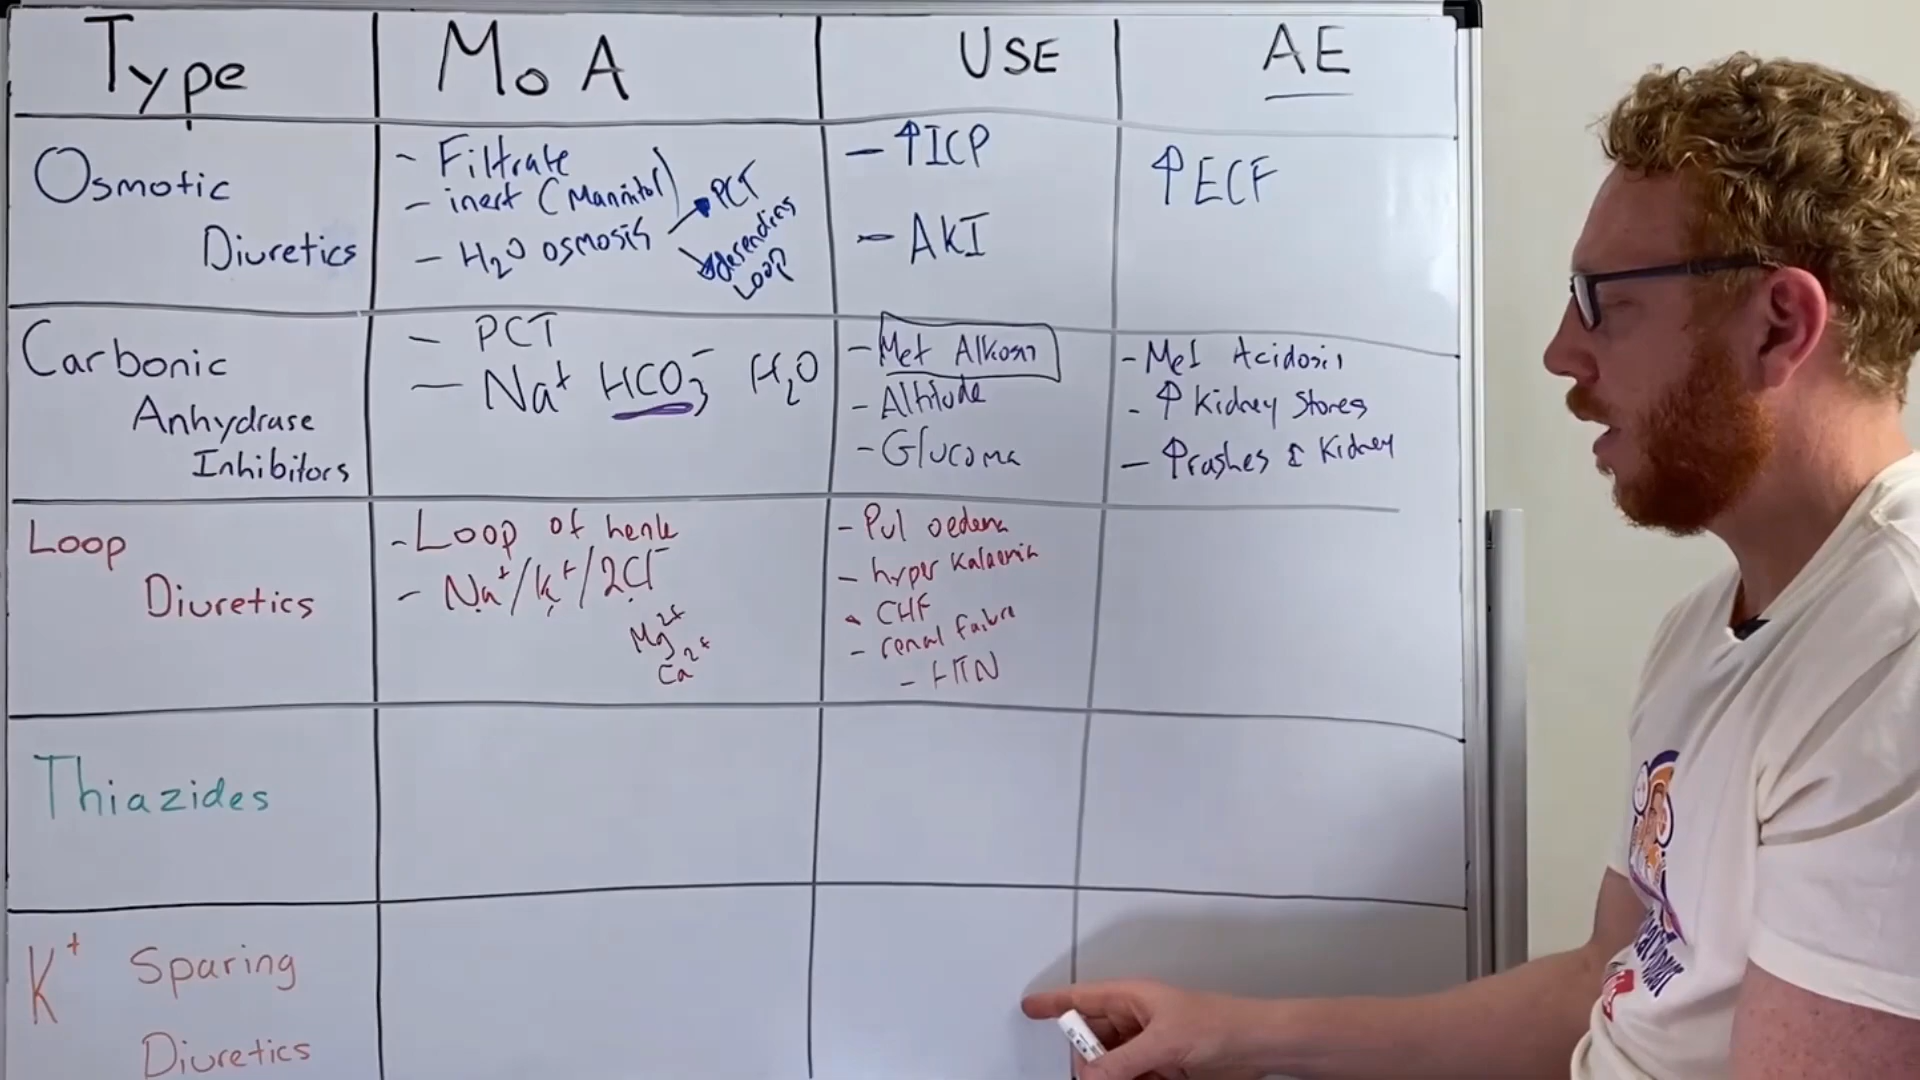 Type
MoA
USE
AE
Osmotic
Diuretics
- Filtrate
- inert (Mannitol)
- H₂O osmosis
PCT
desending
Loop
- ↑ICP
- AKI
↑ECF
Carbonic
Anhydrase
Inhibitors
- PCT
- Na⁺ HCO₃⁻ H₂O
- Met Alkosis
- Altitude
- Glucoma
- Met Acidosis
- ↑ Kidney Stores
- ↑rashes & Kidney
Loop
Diuretics
- Loop of henle
- Na⁺/K⁺/2Cl⁻
Mg²⁺
Ca²⁺
- Pul oedema
- hyper kalaemia
- CHF
- renal failure
- HTN
Thiazides
K⁺ Sparing
Diuretics